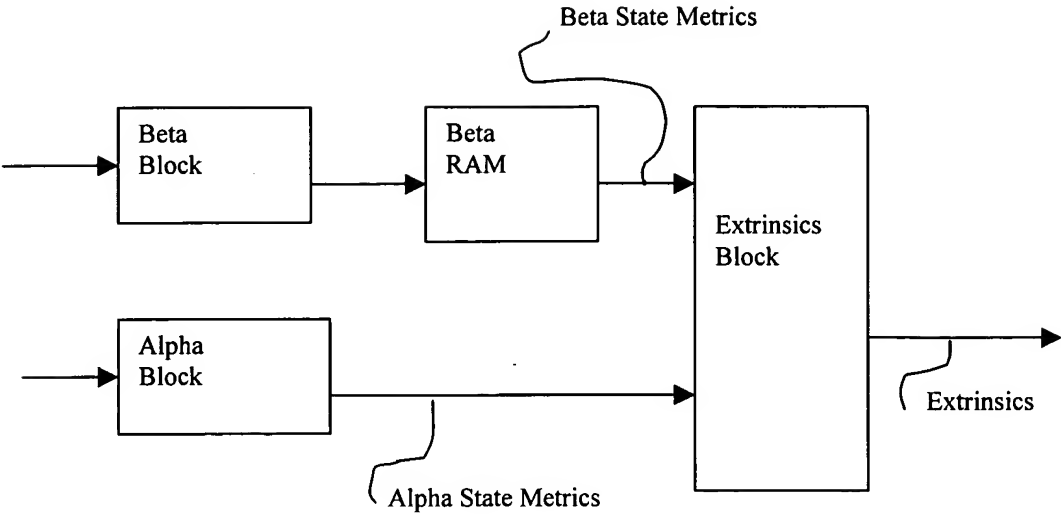 Beta State Metrics
Beta
Block
Beta
RAM
Extrinsics
Block
Alpha
Block
Extrinsics
Alpha State Metrics